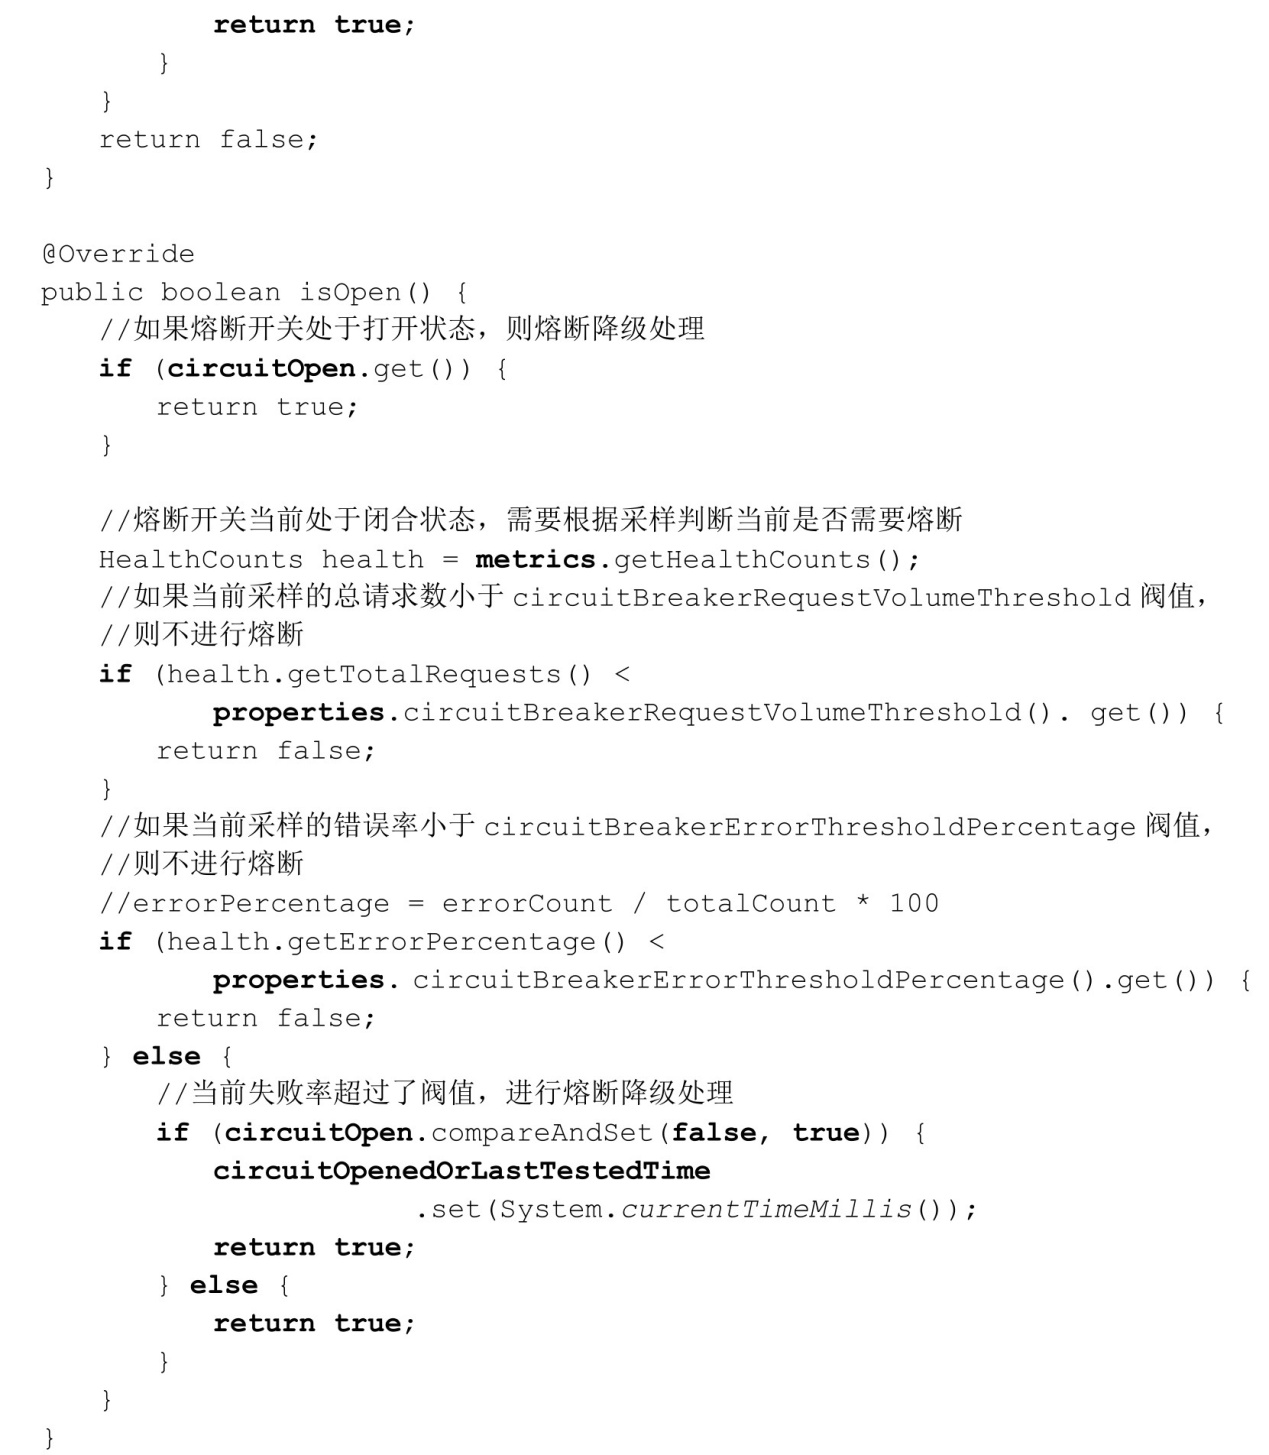 return true;
        }
    }
    return false;
}

@Override
public boolean isOpen() {
    //如果熔断开关处于打开状态，则熔断降级处理
    if (circuitOpen.get()) {
        return true;
    }

    //熔断开关当前处于闭合状态，需要根据采样判断当前是否需要熔断
    HealthCounts health = metrics.getHealthCounts();
    //如果当前采样的总请求数小于 circuitBreakerRequestVolumeThreshold 阀值，
    //则不进行熔断
    if (health.getTotalRequests() <
            properties.circuitBreakerRequestVolumeThreshold(). get()) {
        return false;
    }
    //如果当前采样的错误率小于 circuitBreakerErrorThresholdPercentage 阀值，
    //则不进行熔断
    //errorPercentage = errorCount / totalCount * 100
    if (health.getErrorPercentage() <
            properties. circuitBreakerErrorThresholdPercentage().get()) {
        return false;
    } else {
        //当前失败率超过了阀值，进行熔断降级处理
        if (circuitOpen.compareAndSet(false, true)) {
            circuitOpenedOrLastTestedTime
                        .set(System.currentTimeMillis());
            return true;
        } else {
            return true;
        }
    }
}